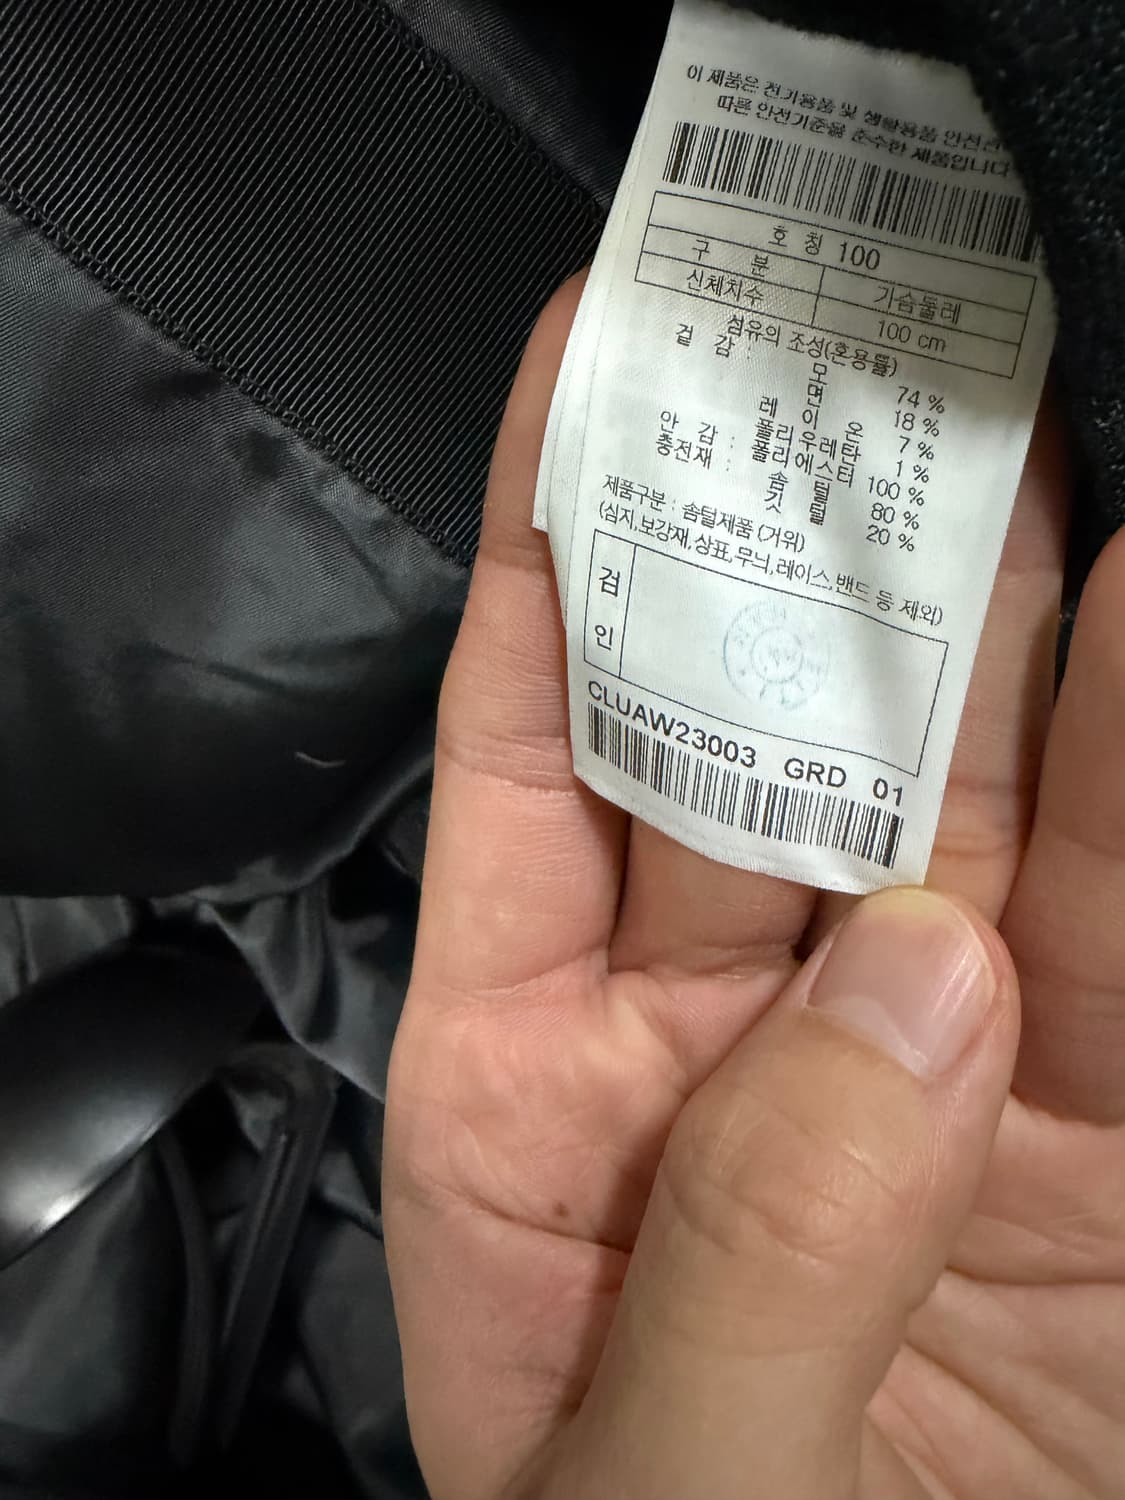 이 제품은 전기용품 및 생활용품 안전관
따른 안전기준을 준수한 제품입니다
호 칭 100
구 분 가슴둘레
신체치수 100 cm
섬유의 조성(혼용률)
겉 감 : 모 74 %
면 18 %
레 이 온 7 %
폴리우레탄 1 %
안 감 : 폴리에스터 100 %
충전재 : 솜 털 80 %
깃 털 20 %
제품구분 : 솜털제품 (거위)
(심지,보강재,상표,무늬,레이스,밴드 등 제외)
검
인
CLUAW23003 GRD 01